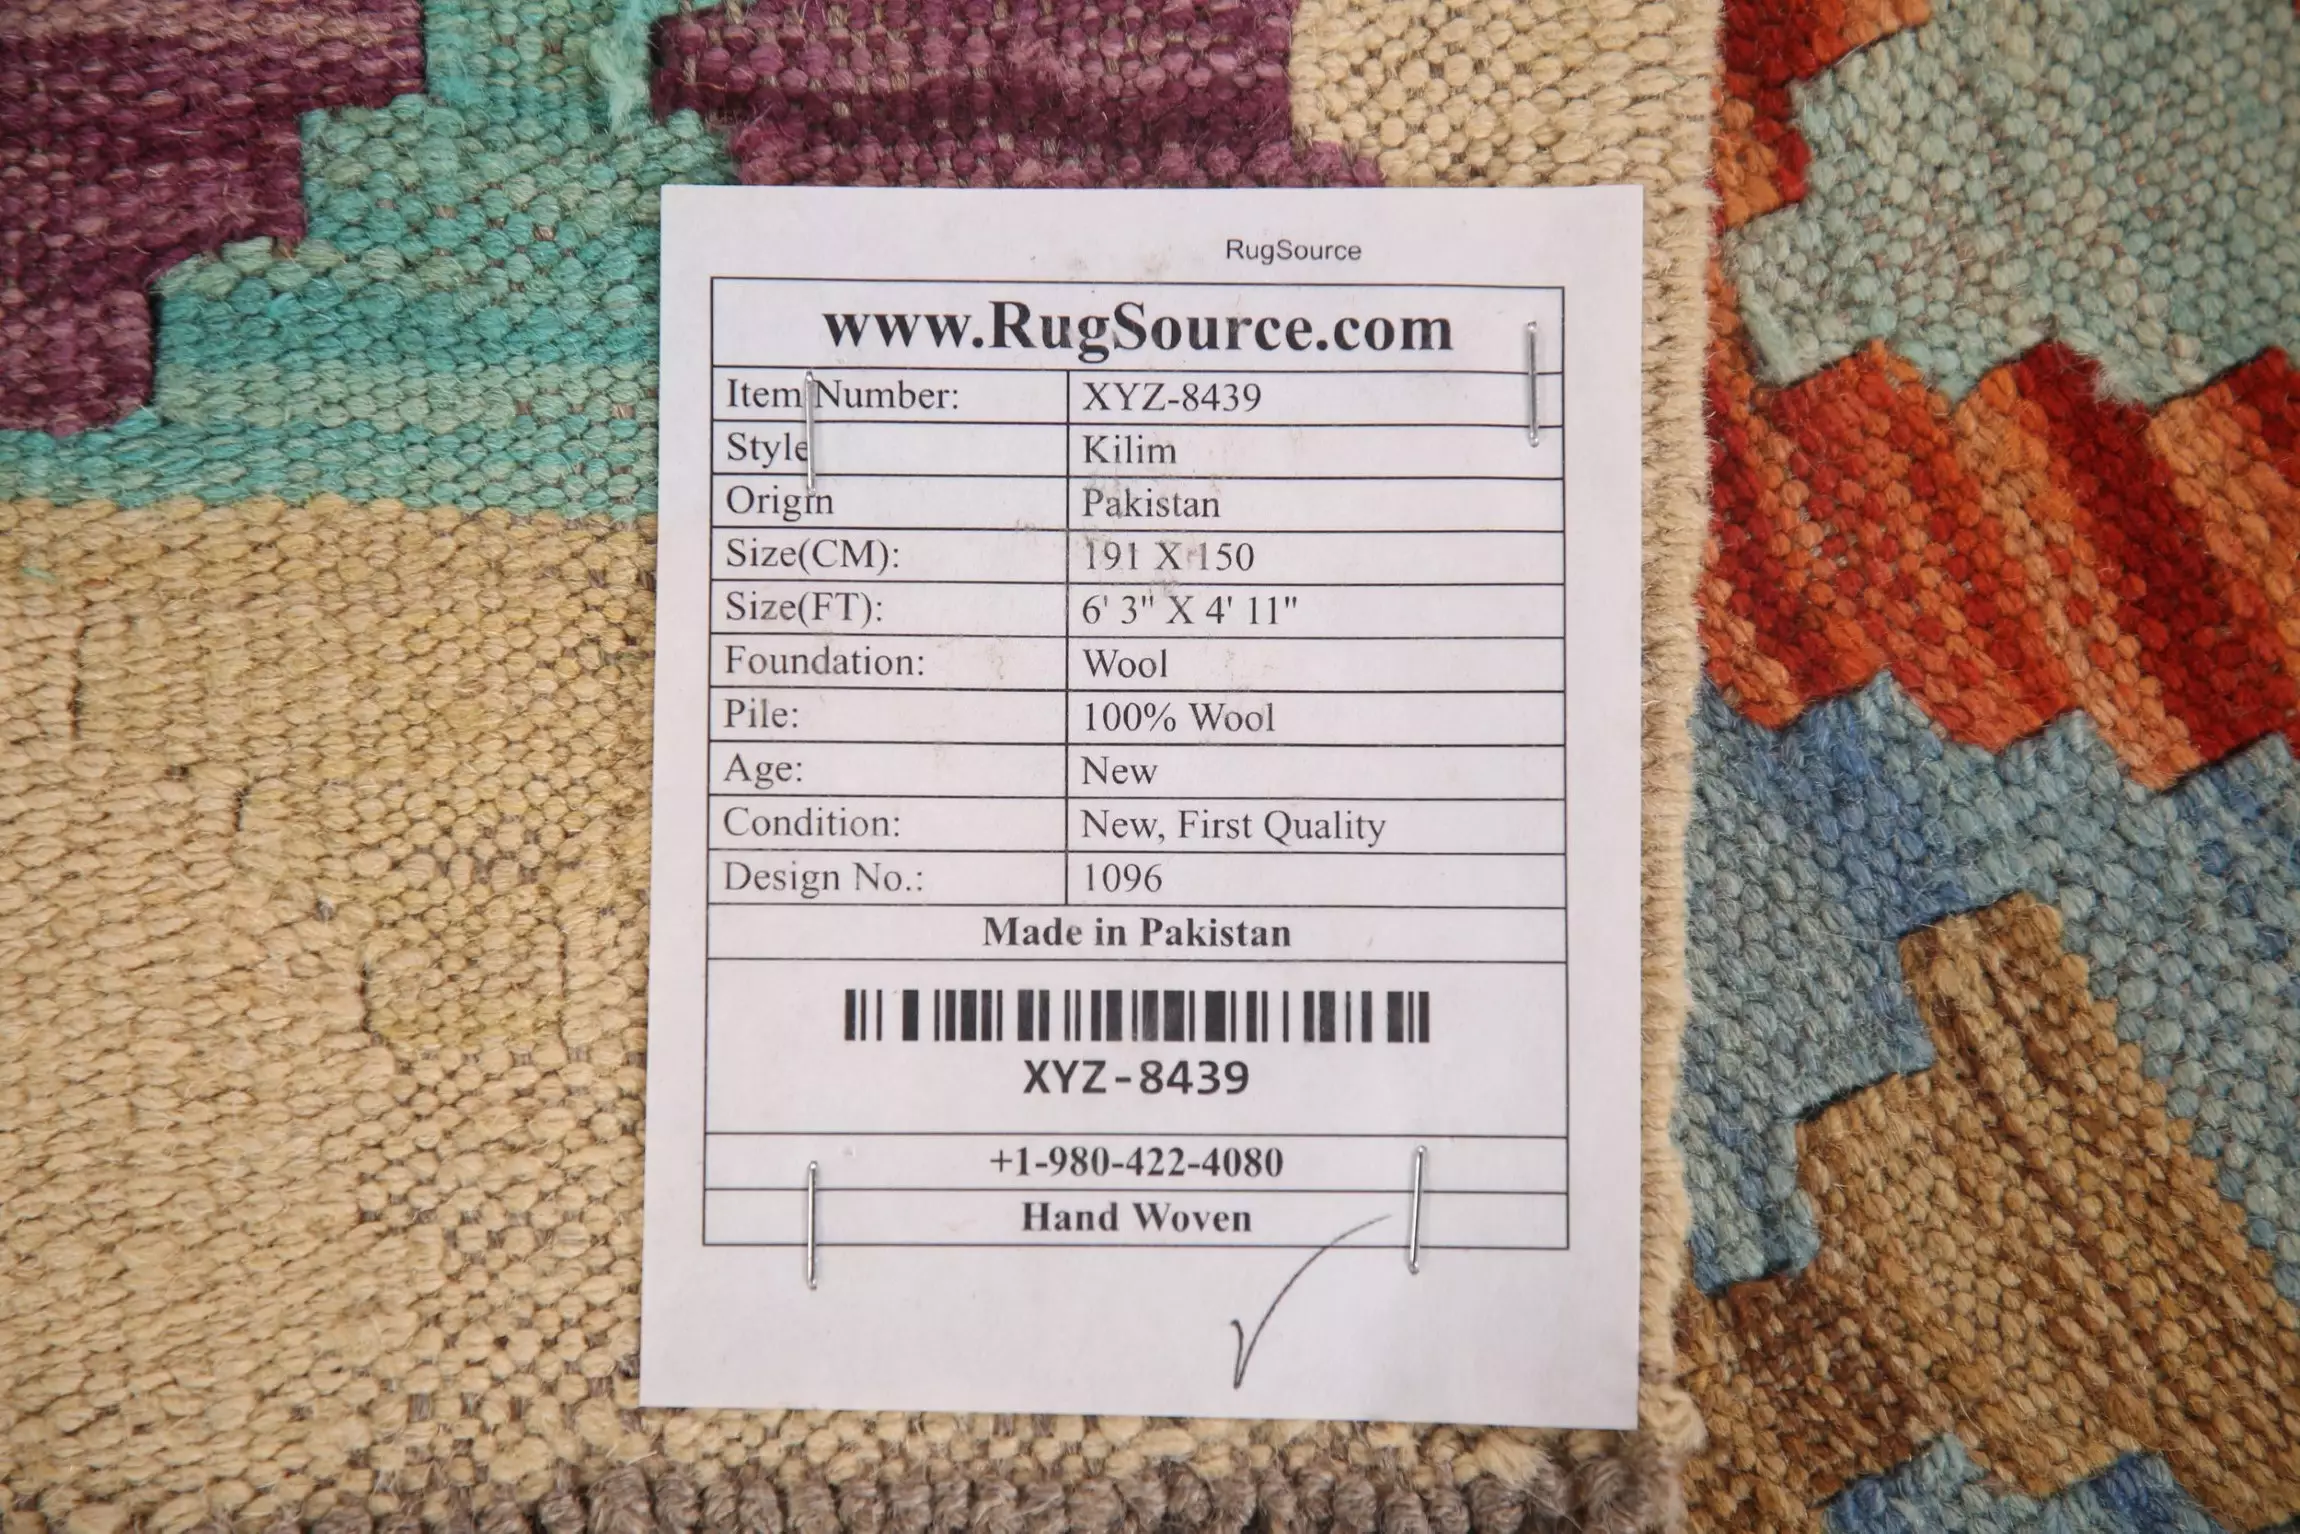 RugSource
www.RugSource.com
Item Number: XYZ-8439
Style Kilim
Origin Pakistan
Size(CM): 191 X 150
Size(FT): 6' 3" X 4' 11"
Foundation: Wool
Pile: 100% Wool
Age: New
Condition: New, First Quality
Design No.: 1096
Made in Pakistan
XYZ-8439
+1-980-422-4080
Hand Woven